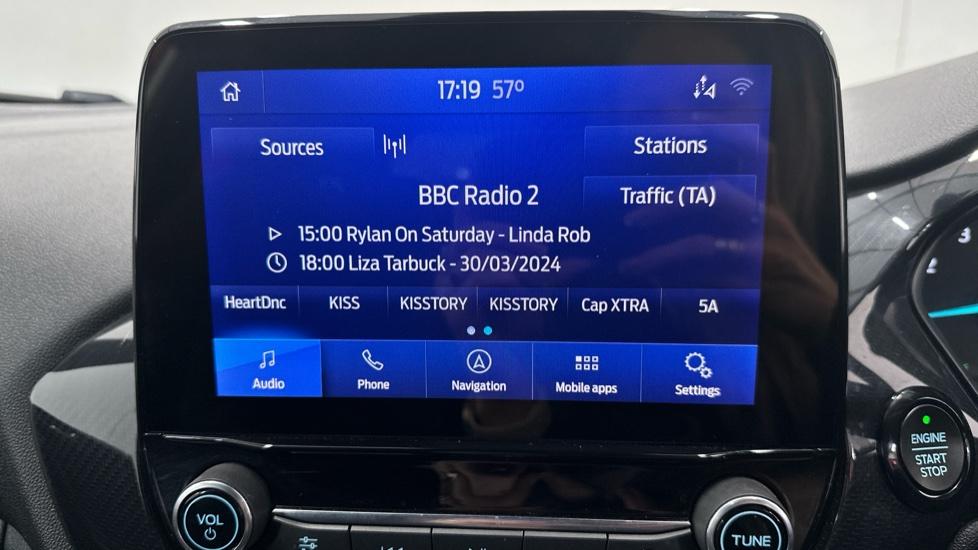 17:19 57°
Sources
Stations
BBC Radio 2
Traffic (TA)
15:00 Rylan On Saturday - Linda Rob
18:00 Liza Tarbuck - 30/03/2024
HeartDnc KISS KISSTORY KISSTORY Cap XTRA 5A
Audio Phone Navigation Mobile apps Settings
3
2
ENGINE
START
STOP
VOL
TUNE